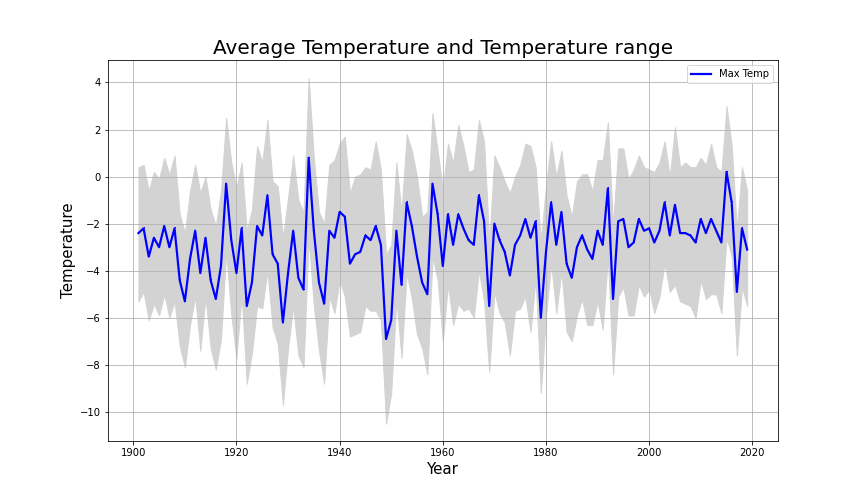 Average Temperature and Temperature range
Max Temp
4
2
0
−2
−4
−6
−8
−10
Temperature
1900 1920 1940 1960 1980 2000 2020
Year